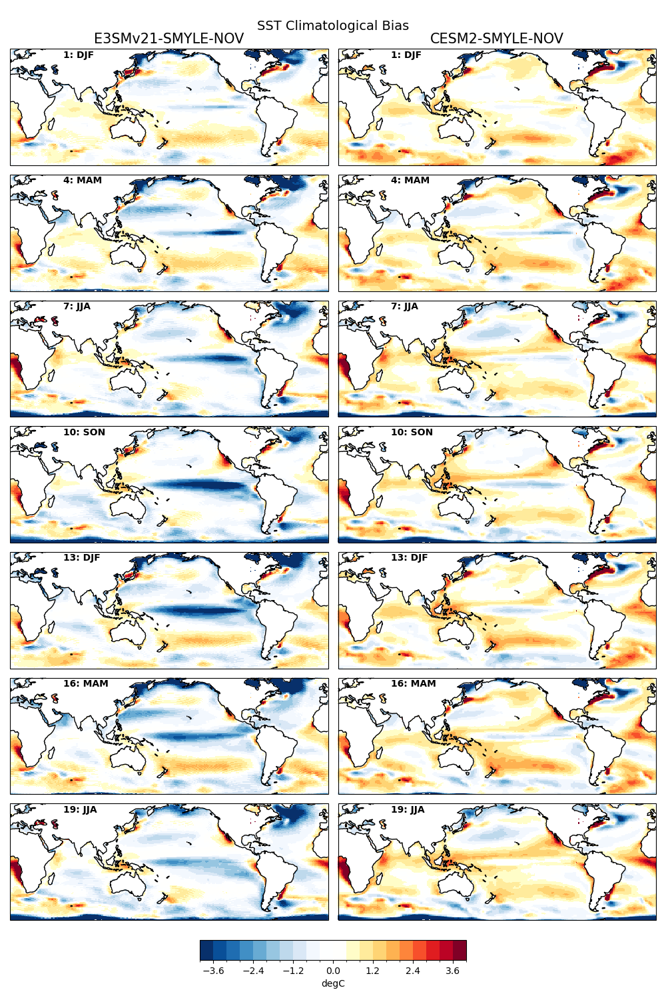 SST Climatological Bias
E3SMv21-SMYLE-NOV
CESM2-SMYLE-NOV
1: DJF
1: DJF
4: MAM
4: MAM
7: JJA
7: JJA
10: SON
10: SON
13: DJF
13: DJF
16: MAM
16: MAM
19: JJA
19: JJA
−3.6 −2.4 −1.2 0.0 1.2 2.4 3.6
degC